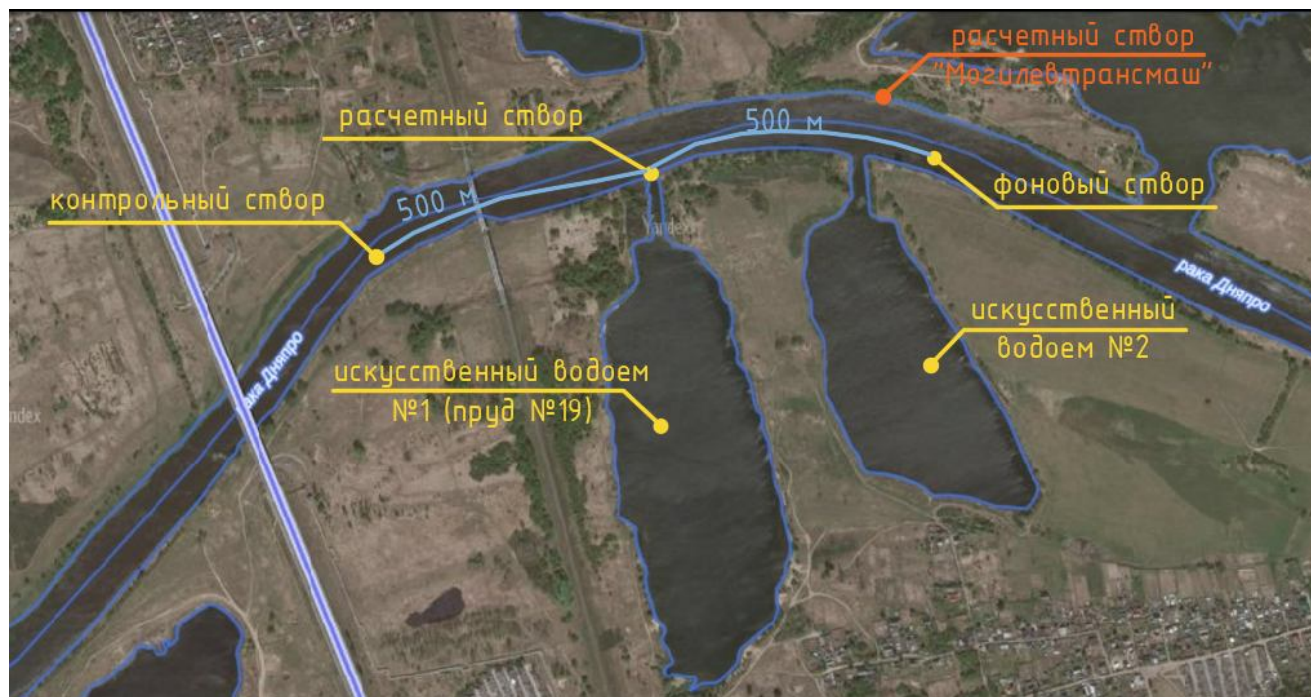 расчетный створ
"Могилевтрансмаш"
500 м
расчетный створ
фоновый створ
контрольный створ
500 м
Yandex
рака Дняпро
искусственный
водоем №2
искусственный водоем
№1 (пруд №19)
рака Дняпро
ndex